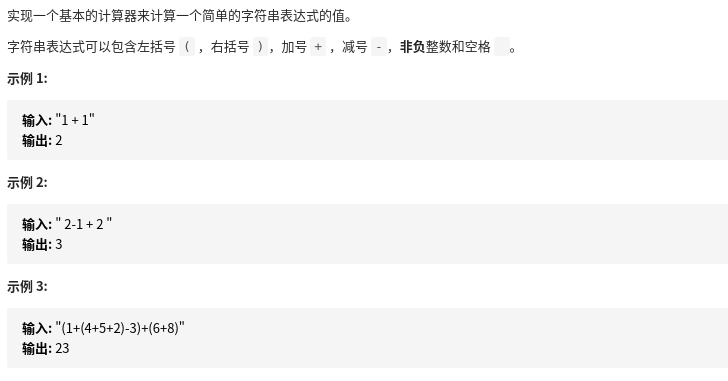 实现一个基本的计算器来计算一个简单的字符串表达式的值。
字符串表达式可以包含左括号 ( ，右括号 )，加号 + ，减号 -，非负整数和空格  。
示例 1:
输入: "1 + 1"
输出: 2
示例 2:
输入: " 2-1 + 2 "
输出: 3
示例 3:
输入: "(1+(4+5+2)-3)+(6+8)"
输出: 23